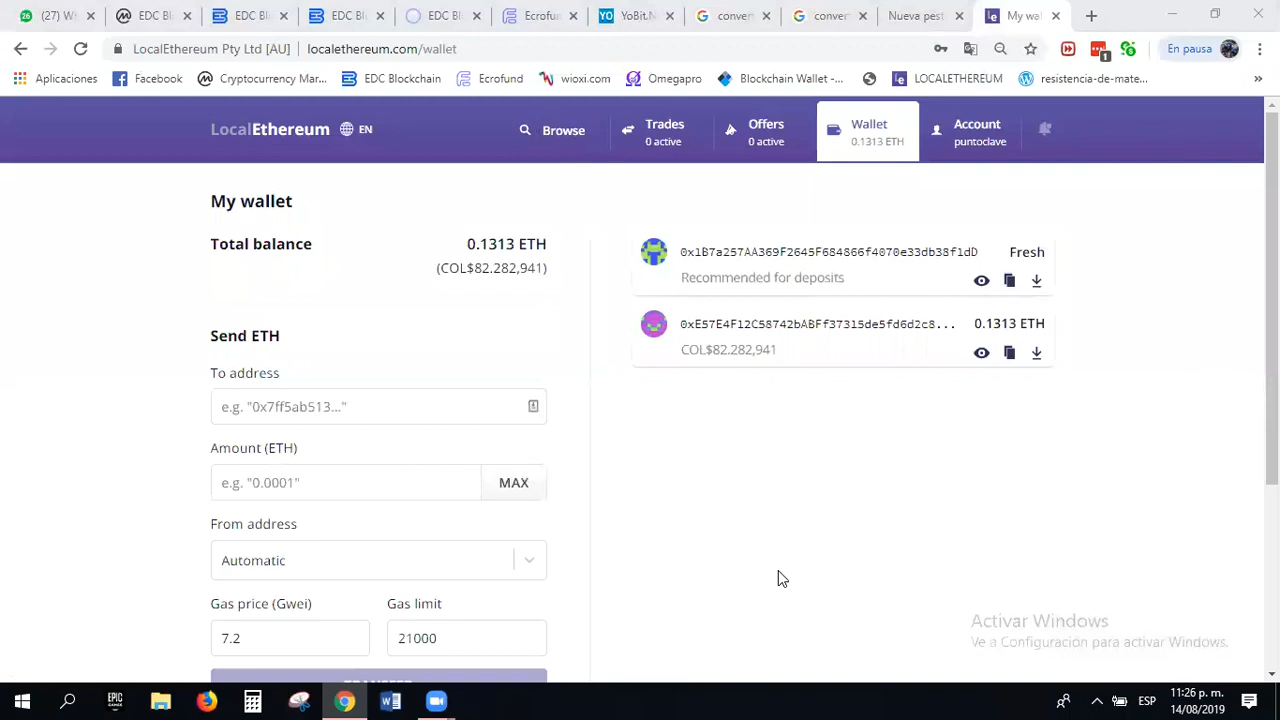 (27) W
EDC Bl
EDC Bl
EDC Bl
EDC Bl
Ecrofun
YoBitN
conver
conver
Nueva pest
My wal
LocalEthereum Pty Ltd [AU]
localethereum.com/wallet
En pausa
Aplicaciones
Facebook
Cryptocurrency Mar...
EDC Blockchain
Ecrofund
wioxi.com
Omegapro
Blockchain Wallet -...
LOCALETHEREUM
resistencia-de-mate...
»
LocalEthereum
EN
Browse
Trades
0 active
Offers
0 active
Wallet
0.1313 ETH
Account
puntoclave
My wallet
Total balance
0.1313 ETH
(COL$82.282,941)
0x1B7a257AA369F2645F684866f4070e33db38f1dD
Fresh
Recommended for deposits
0xE57E4F12C58742bABFf37315de5fd6d2c8...
0.1313 ETH
COL$82.282,941
Send ETH
To address
e.g. "0x7ff5ab513..."
Amount (ETH)
e.g. "0.0001"
MAX
From address
Automatic
Gas price (Gwei)
Gas limit
7.2
21000
Activar Windows
Ve a Configuración para activar Windows.
EPIC GAMES
ESP
11:26 p. m.
14/08/2019